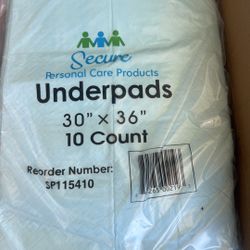 Secure
Personal Care Products
Underpads
30" × 36"
10 Count
Reorder Number:
SP115410